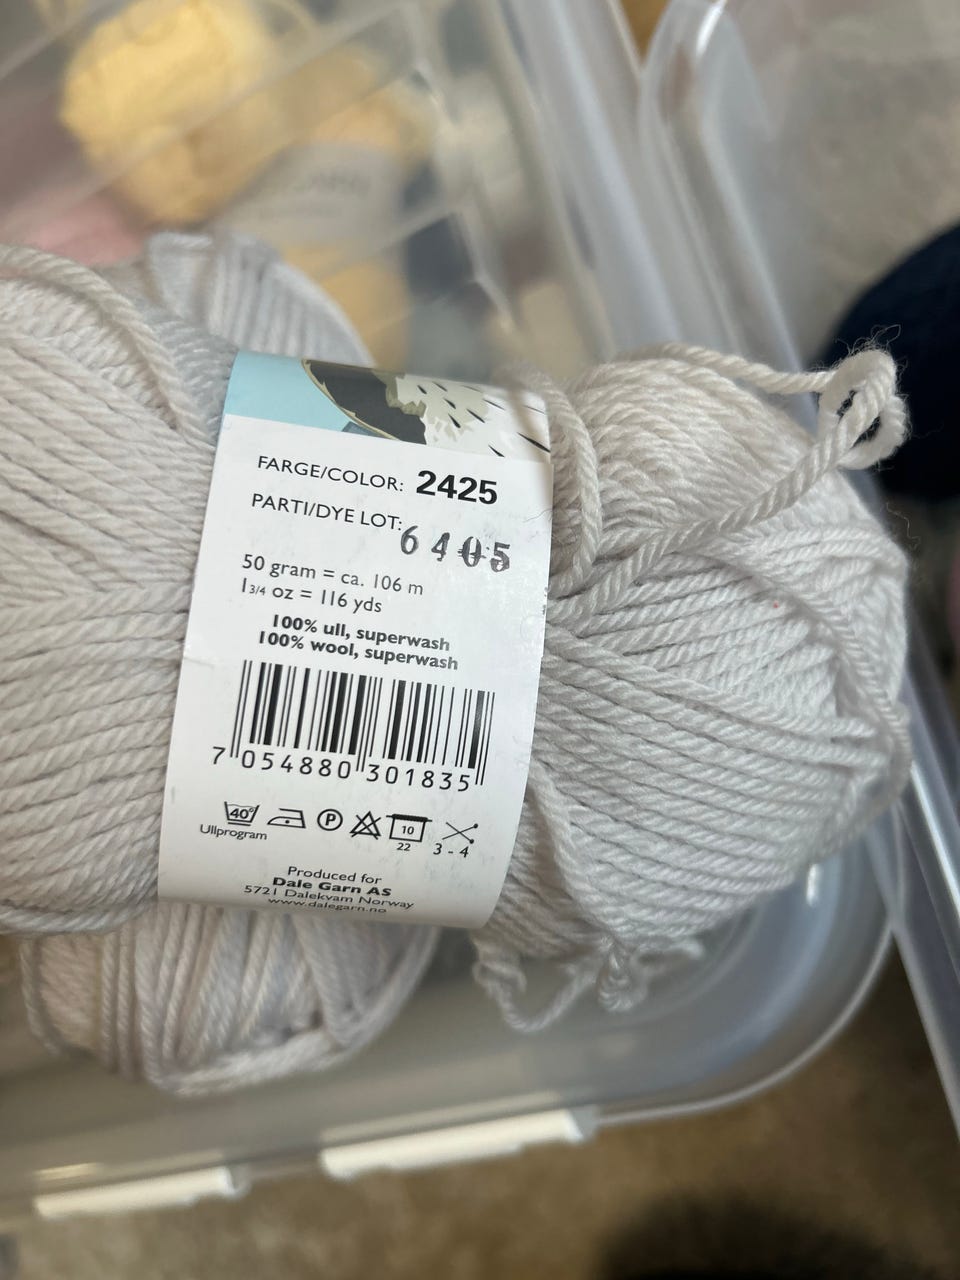 FARGE/COLOR: 2425
PARTI/DYE LOT: 6405
50 gram = ca. 106 m
1 3/4 oz = 116 yds
100% ull, superwash
100% wool, superwash
7 054880 301835
40° P 10
Ullprogram 22 3 - 4
Produced for
Dale Garn AS
5721 Dalekvam Norway
www.dalegarn.no